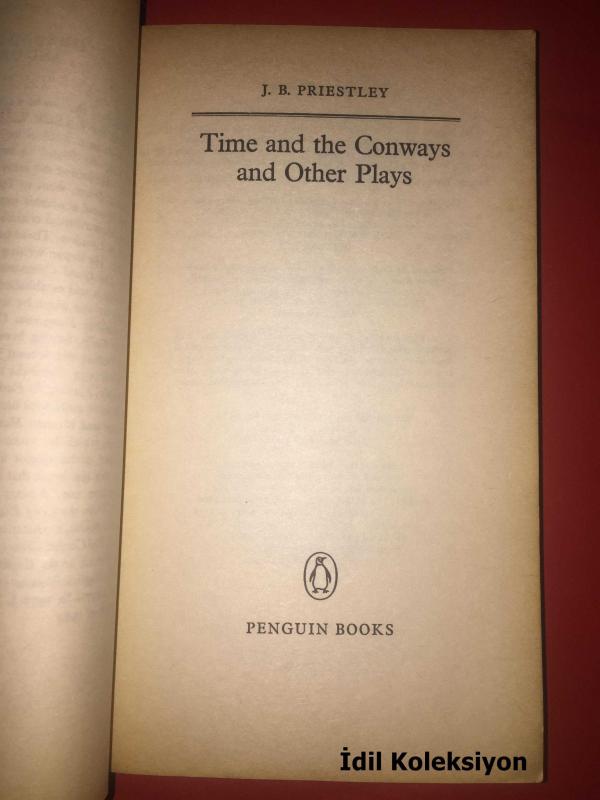 J. B. PRIESTLEY
Time and the Conways
and Other Plays
PENGUIN BOOKS
İdil Koleksiyon